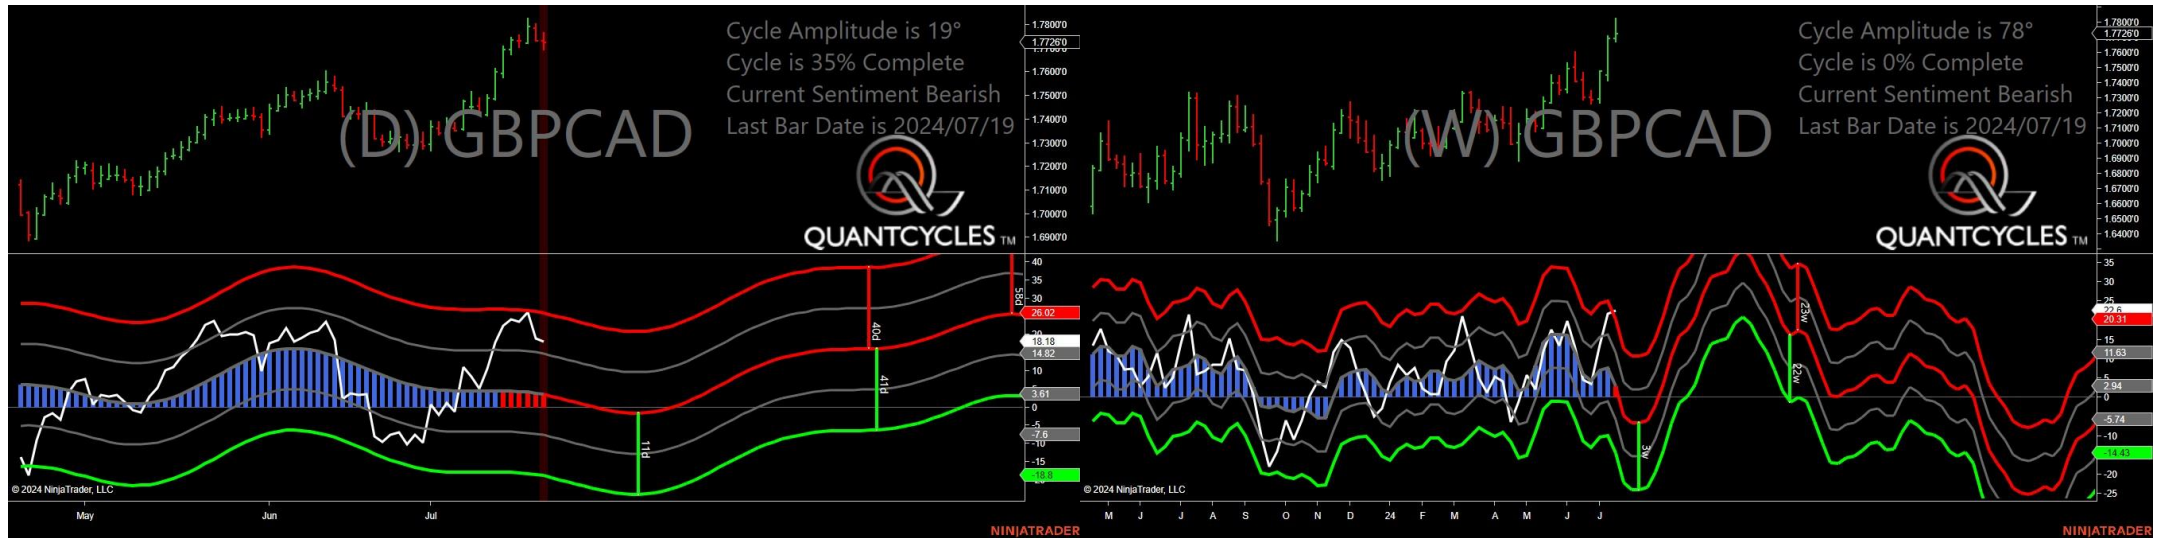 Cycle Amplitude is 19°
Cycle is 35% Complete
Current Sentiment Bearish
Last Bar Date is 2024/07/19
(D) GBPCAD
QUANTCYCLES TM
1.7800'0
1.7726'0
1.7600'0
1.7500'0
1.7400'0
1.7300'0
1.7200'0
1.7100'0
1.7000'0
1.6900'0
40
35
30
26.02
18.18
14.82
10
3.61
0
-5
-7.6
-10
-15
-18.8
11d
40d
41d
58d
© 2024 NinjaTrader, LLC
May Jun Jul
NINJATRADER
Cycle Amplitude is 78°
Cycle is 0% Complete
Current Sentiment Bearish
Last Bar Date is 2024/07/19
(W) GBPCAD
QUANTCYCLES TM
1.7800'0
1.7726'0
1.7600'0
1.7500'0
1.7400'0
1.7300'0
1.7200'0
1.7100'0
1.7000'0
1.6900'0
1.6800'0
1.6700'0
1.6600'0
1.6500'0
1.6400'0
35
30
25
22.6
20.31
15
11.63
2.94
0
-5.74
-10
-14.43
-20
-25
3w
23w
22w
© 2024 NinjaTrader, LLC
M J J A S O N D 24 F M A M J J
NINJATRADER